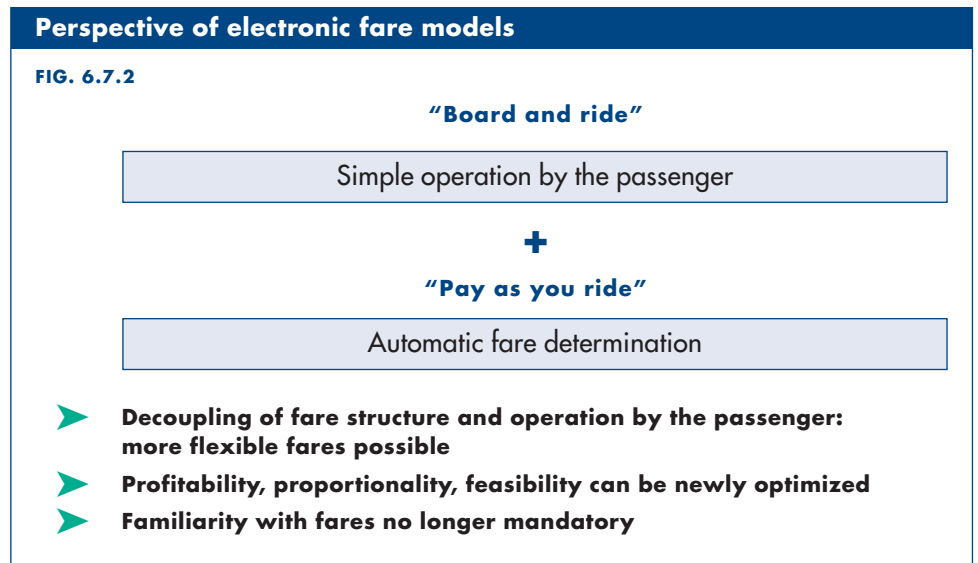 Perspective of electronic fare models
FIG. 6.7.2
“Board and ride”
Simple operation by the passenger
+
“Pay as you ride”
Automatic fare determination
Decoupling of fare structure and operation by the passenger:
more flexible fares possible
Profitability, proportionality, feasibility can be newly optimized
Familiarity with fares no longer mandatory